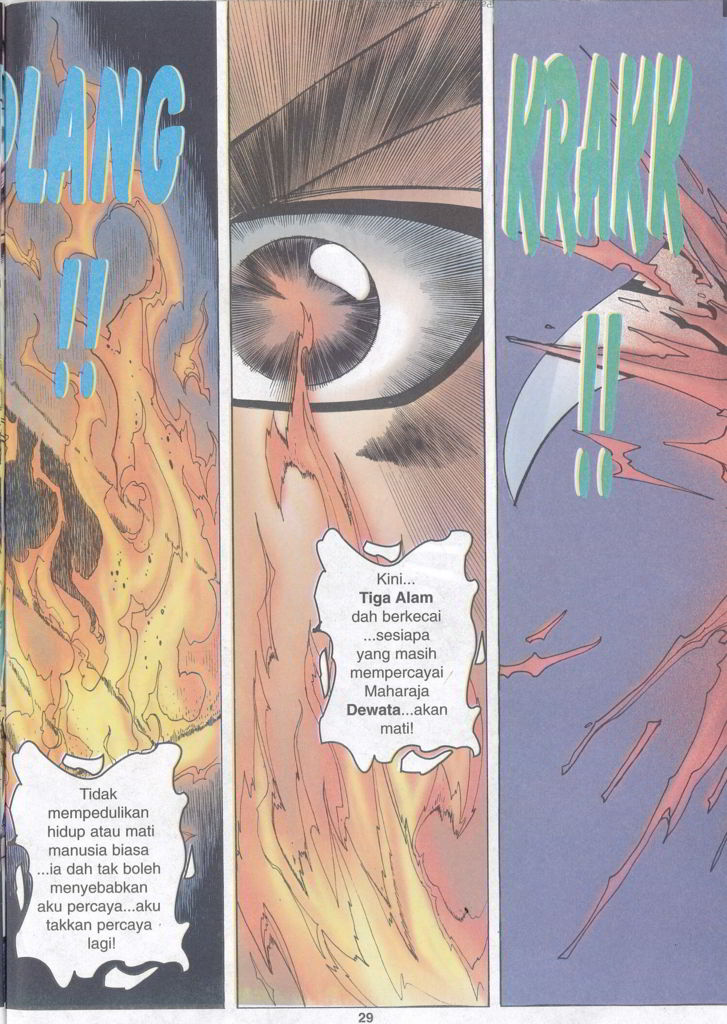 LANG
!!
Tidak
mempedulikan
hidup atau mati
manusia biasa
...ia dah tak boleh
menyebabkan
aku percaya...aku
takkan percaya
lagi!
Kini...
Tiga Alam
dah berkecai
...sesiapa
yang masih
mempercayai
Maharaja
Dewata...akan
mati!
KRAKK
!!
29